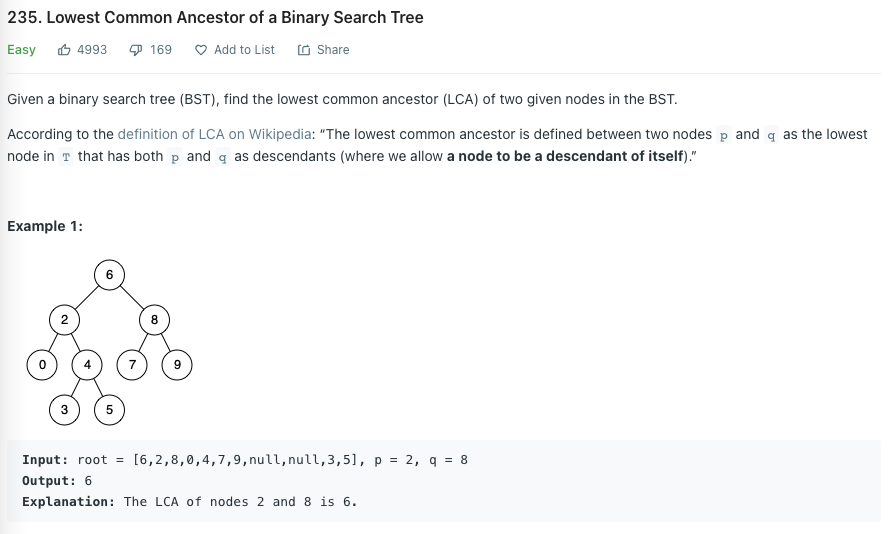 235. Lowest Common Ancestor of a Binary Search Tree
Easy 4993 169 Add to List Share
Given a binary search tree (BST), find the lowest common ancestor (LCA) of two given nodes in the BST.
According to the definition of LCA on Wikipedia: “The lowest common ancestor is defined between two nodes p and q as the lowest
node in T that has both p and q as descendants (where we allow a node to be a descendant of itself).”
Example 1:
6
2 8
0 4 7 9
3 5
Input: root = [6,2,8,0,4,7,9,null,null,3,5], p = 2, q = 8
Output: 6
Explanation: The LCA of nodes 2 and 8 is 6.